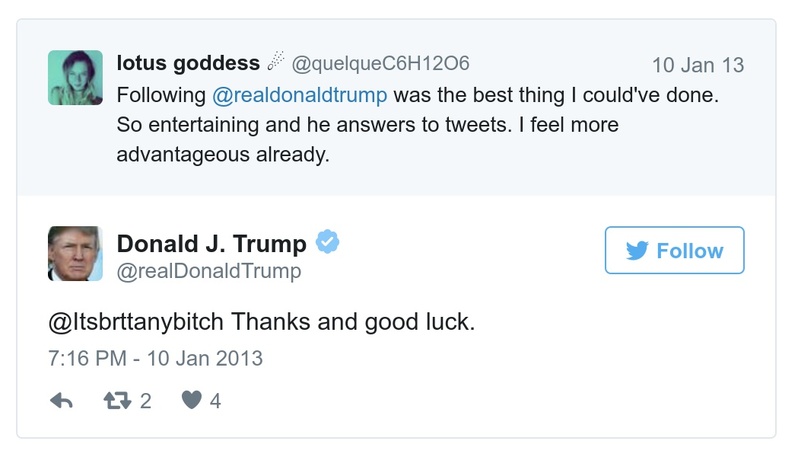 lotus goddess ☄ @quelqueC6H12O6 10 Jan 13
Following @realdonaldtrump was the best thing I could've done.
So entertaining and he answers to tweets. I feel more
advantageous already.
Donald J. Trump
@realDonaldTrump
Follow
@Itsbrttanybitch Thanks and good luck.
7:16 PM - 10 Jan 2013
2 4